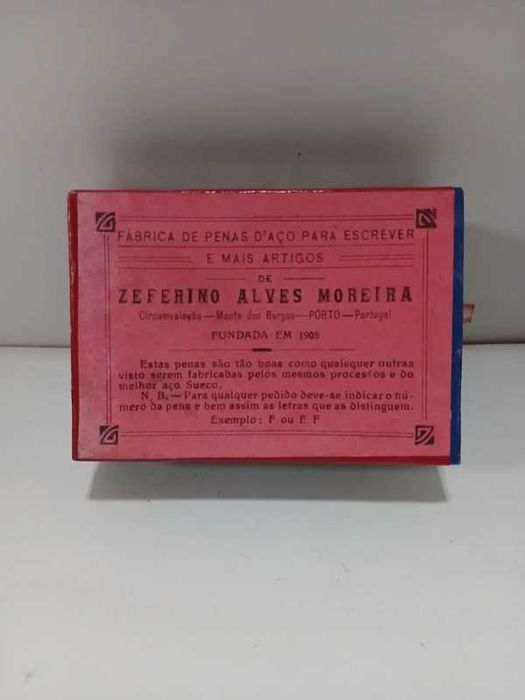 FÁBRICA DE PENAS D'AÇO PARA ESCREVER
E MAIS ARTIGOS
DE
ZEFERINO ALVES MOREIRA
Circumvalação — Monte dos Burgos — PORTO — Portugal
FUNDADA EM 1905
Estas penas são tão boas como quaisquer outras
visto serem fabricadas pelos mesmos processos e do
melhor aço Sueco.
N. B. — Para qualquer pedido deve-se indicar o nú-
mero da pena e bem assim as letras que as distinguem.
Exemplo: F ou E F